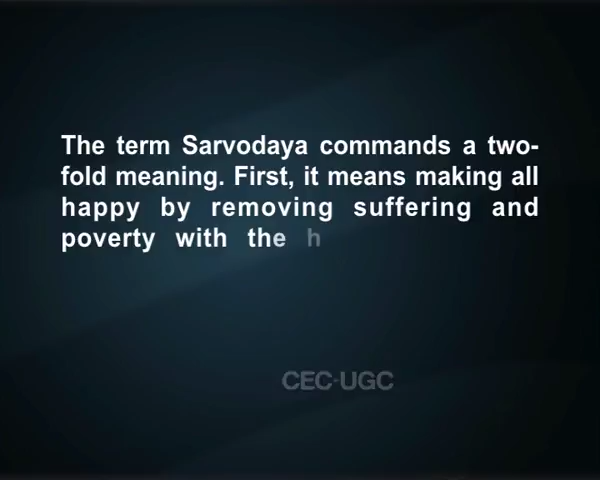 The term Sarvodaya commands a two-
fold meaning. First, it means making all
happy by removing suffering and
poverty with the h
CEC-UGC